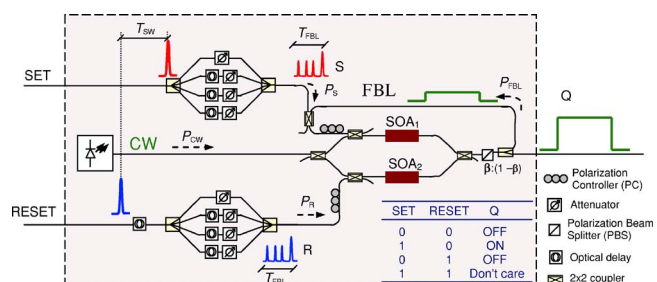 T_SW
T_FBL
S
SET
P_S
FBL
P_FBL
Q
SOA₁
CW
P_CW
β:(1 –β)
SOA₂
RESET
P_R
R
T_FBL
SET RESET Q
0 0 OFF
1 0 ON
0 1 OFF
1 1 Don't care
Polarization
Controller (PC)
Attenuator
Polarization Beam
Splitter (PBS)
Optical delay
2x2 coupler